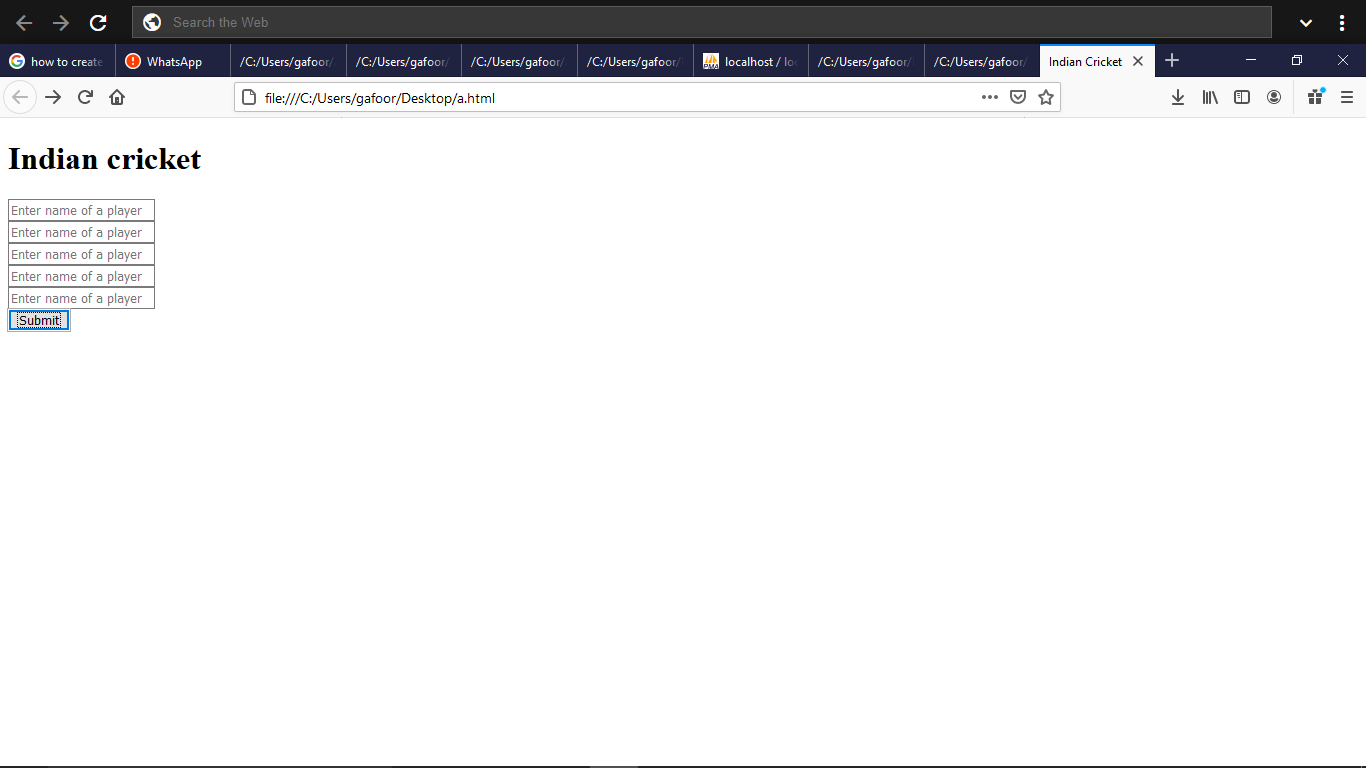 Search the Web
how to create
WhatsApp
/C:/Users/gafoor/
/C:/Users/gafoor/
/C:/Users/gafoor/
/C:/Users/gafoor/
PMA
localhost / lo
/C:/Users/gafoor/
/C:/Users/gafoor/
Indian Cricket
file:///C:/Users/gafoor/Desktop/a.html
Indian cricket
Enter name of a player
Enter name of a player
Enter name of a player
Enter name of a player
Enter name of a player
Submit